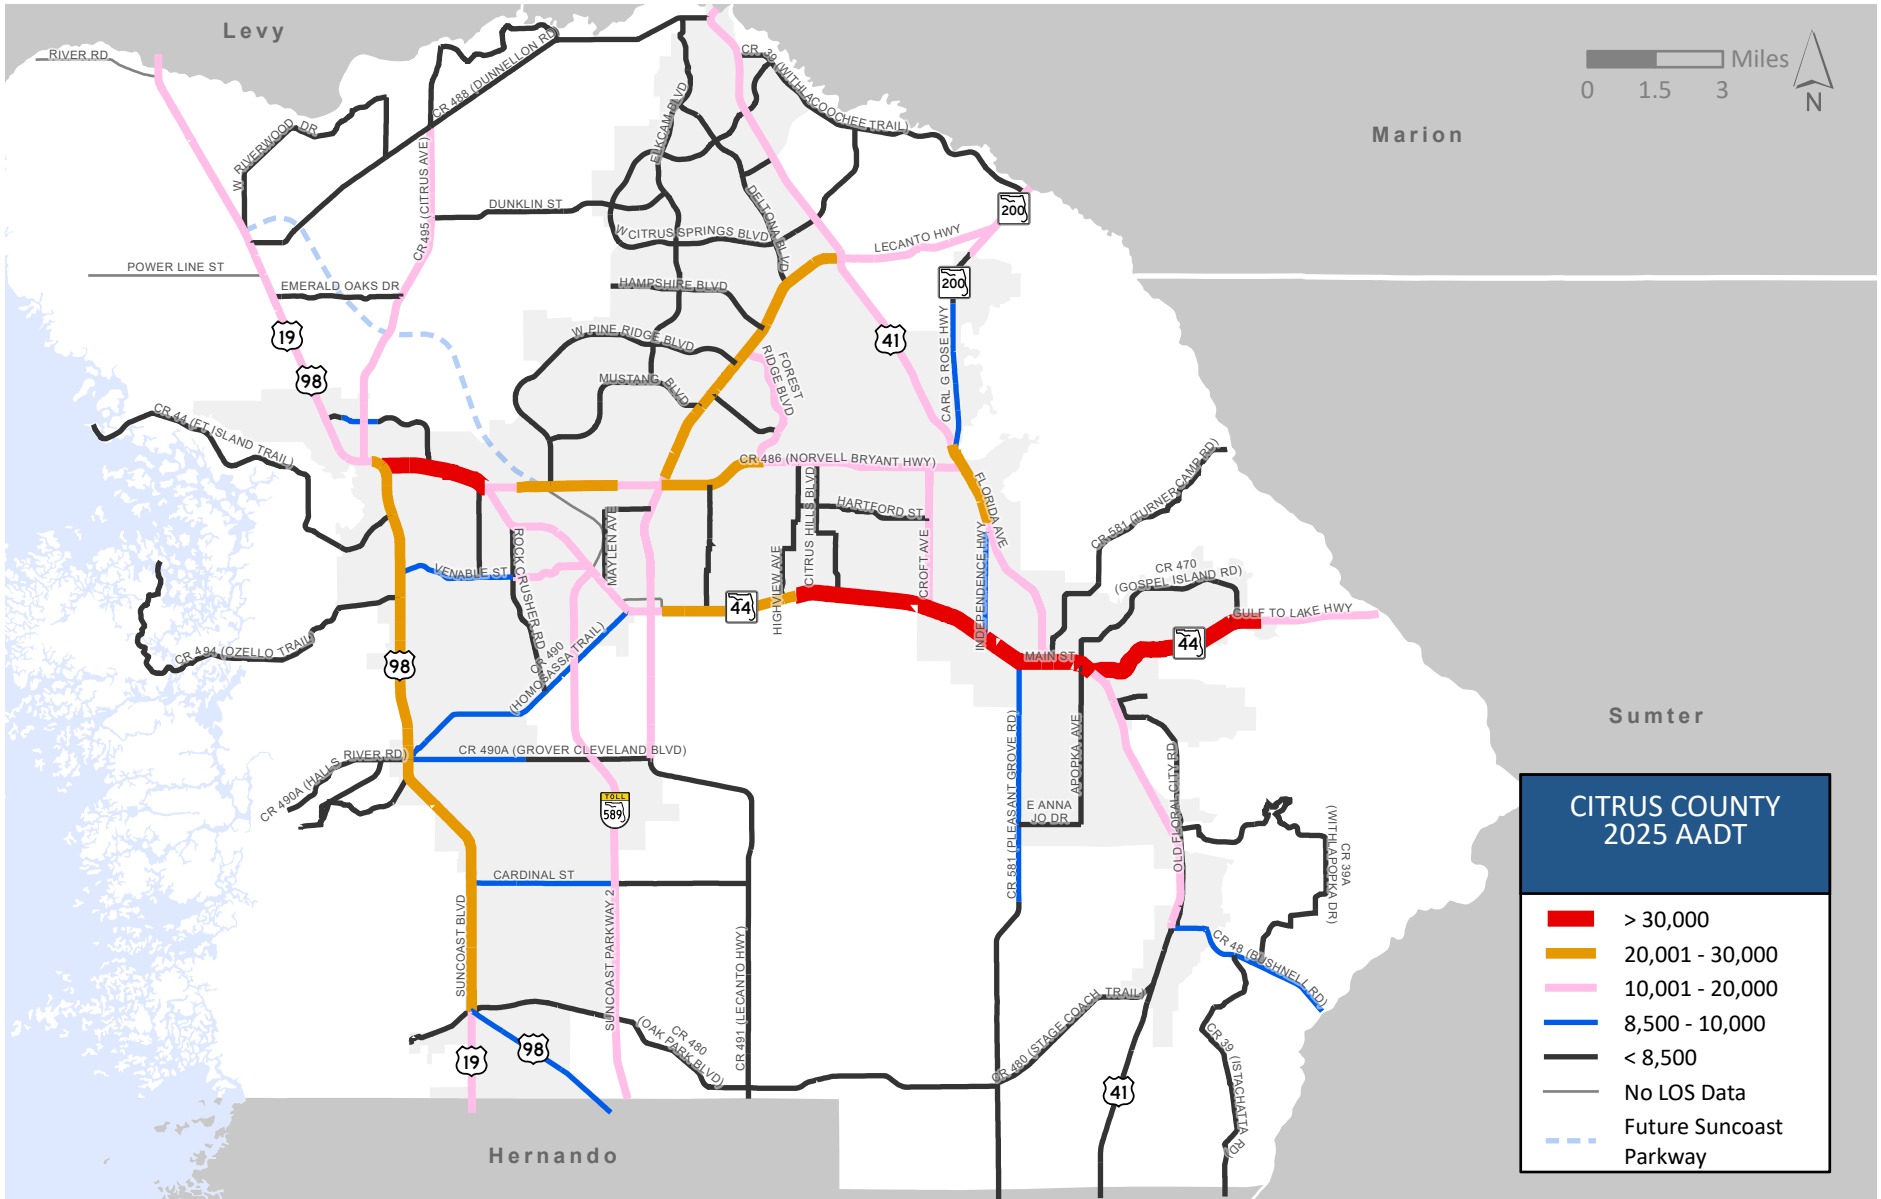 Levy
RIVER RD
CR 488 (DUNNELLON RD)
CR 39 (WITHLACOOCHEE TRAIL)
Miles
0 1.5 3
N
Marion
W RIVERWOOD DR
CR 495 (CITRUS AVE)
ELKCAM BLVD
DELTONA BLVD
DUNKLIN ST
W CITRUS SPRINGS BLVD
LECANTO HWY
200
200
POWER LINE ST
EMERALD OAKS DR
HAMPSHIRE BLVD
19
98
W PINE RIDGE BLVD
MUSTANG BLVD
FOREST
RIDGE BLVD
41
CARL G ROSE HWY
CR 44 (FT ISLAND TRAIL)
CR 486 (NORVELL BRYANT HWY)
FLORIDA AVE
CR 581 (TURNER CAMP RD)
HARTFORD ST
CITRUS HILLS BLVD
HIGHVIEW AVE
CROFT AVE
INDEPENDENCE HWY
MAYLEN AVE
ROCK CRUSHER RD
VENABLE ST
CR 470
(GOSPEL ISLAND RD)
GULF TO LAKE HWY
44
44
MAIN ST
CR 494 (OZELLO TRAIL)
98
CR 490
(HOMOSASSA TRAIL)
CR 490A (HALLS RIVER RD)
CR 490A (GROVER CLEVELAND BLVD)
TOLL
589
CR 581 (PLEASANT GROVE RD)
APOPKA AVE
E ANNA
JO DR
OLD FLORAL CITY RD
CR 39A
(WITHLAPOPKA DR)
Sumter
CARDINAL ST
SUNCOAST BLVD
SUNCOAST PARKWAY 2
CR 491 (LECANTO HWY)
CR 48 (BUSHNELL RD)
CR 480
(OAK PARK BLVD)
CR 480 (STAGE COACH TRAIL)
CR 39 (ISTACHATTA RD)
98
19
41
Hernando
CITRUS COUNTY
2025 AADT
> 30,000
20,001 - 30,000
10,001 - 20,000
8,500 - 10,000
< 8,500
No LOS Data
Future Suncoast
Parkway